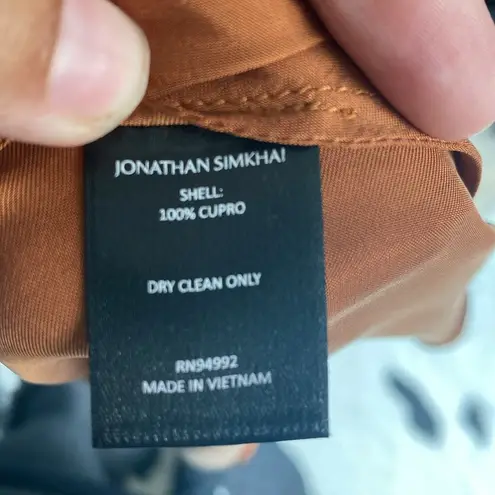 JONATHAN SIMKHAI
SHELL:
100% CUPRO
DRY CLEAN ONLY
RN94992
MADE IN VIETNAM